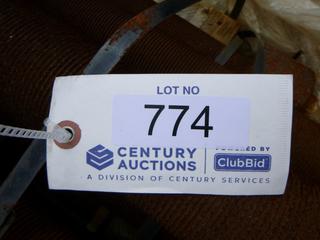 LOT NO
774
CENTURY AUCTIONS
POWERED BY
ClubBid
A DIVISION OF CENTURY SERVICES